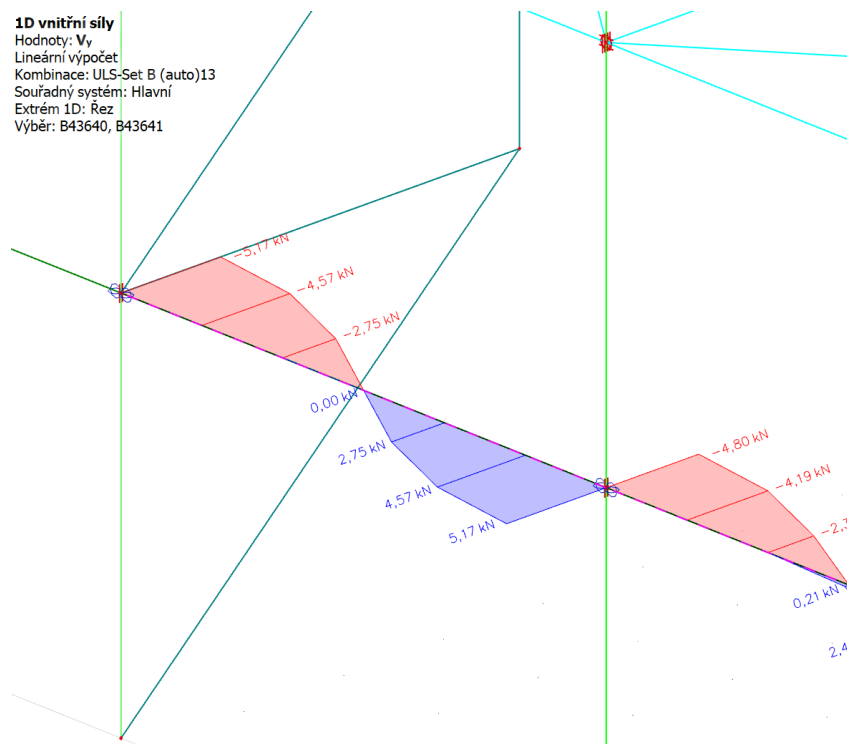 1D vnitřní síly
Hodnoty: Vy
Lineární výpočet
Kombinace: ULS-Set B (auto)13
Souřadný systém: Hlavní
Extrém 1D: Řez
Výběr: B43640, B43641
-5,17 kN
-4,57 kN
-2,75 kN
0,00 kN
2,75 kN
4,57 kN
5,17 kN
-4,80 kN
-4,19 kN
0,21 kN